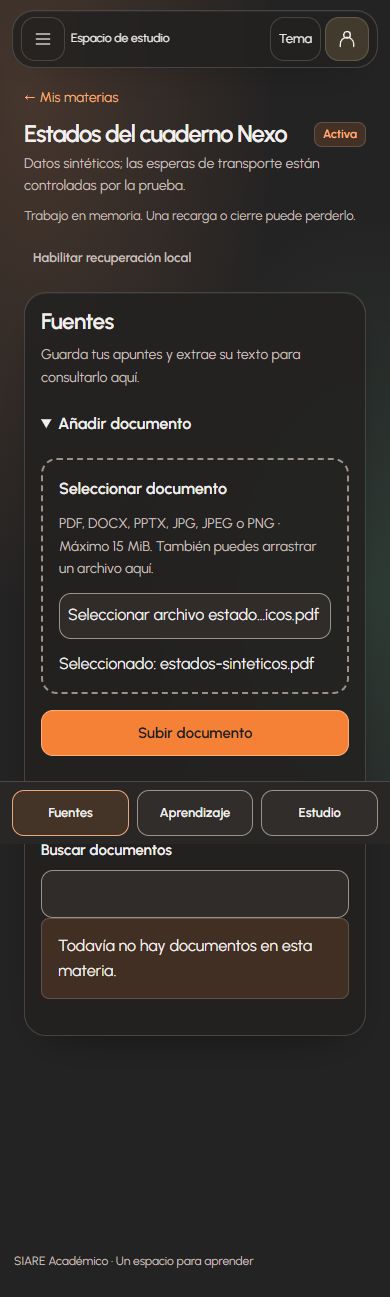 Espacio de estudio
Tema
← Mis materias
Estados del cuaderno Nexo
Activa
Datos sintéticos; las esperas de transporte están
controladas por la prueba.
Trabajo en memoria. Una recarga o cierre puede perderlo.
Habilitar recuperación local
Fuentes
Guarda tus apuntes y extrae su texto para
consultarlo aquí.
▼ Añadir documento
Seleccionar documento
PDF, DOCX, PPTX, JPG, JPEG o PNG ·
Máximo 15 MiB. También puedes arrastrar
un archivo aquí.
Seleccionar archivo estado...icos.pdf
Seleccionado: estados-sinteticos.pdf
Subir documento
Fuentes
Aprendizaje
Estudio
Buscar documentos
Todavía no hay documentos en esta
materia.
SIARE Académico · Un espacio para aprender